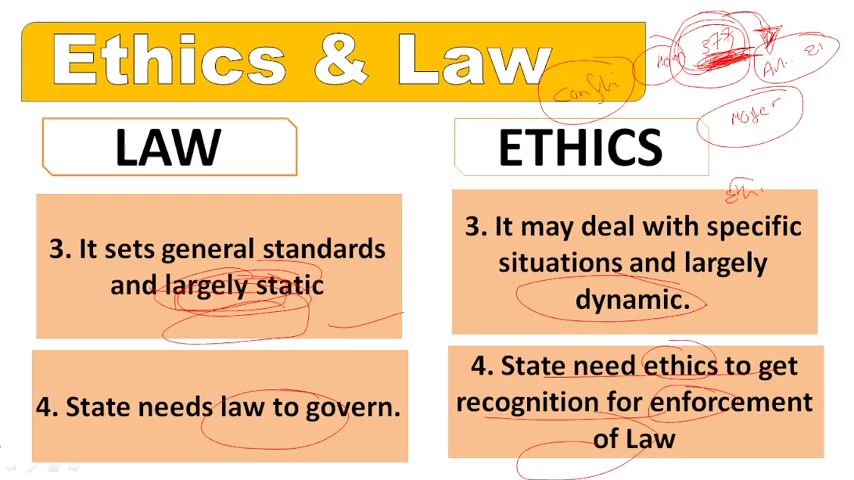 Ethics & Law
377
LAW
ETHICS
3. It sets general standards
and largely static
3. It may deal with specific
situations and largely
dynamic.
4. State needs law to govern.
4. State need ethics to get
recognition for enforcement
of Law